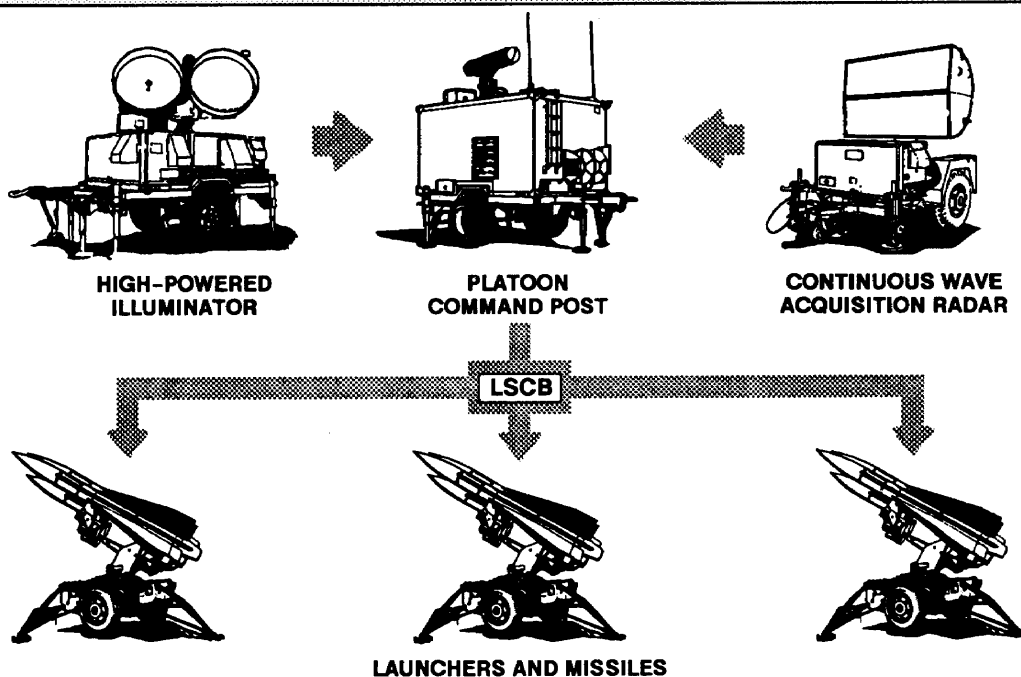 HIGH-POWERED
ILLUMINATOR
PLATOON
COMMAND POST
CONTINUOUS WAVE
ACQUISITION RADAR
LSCB
LAUNCHERS AND MISSILES